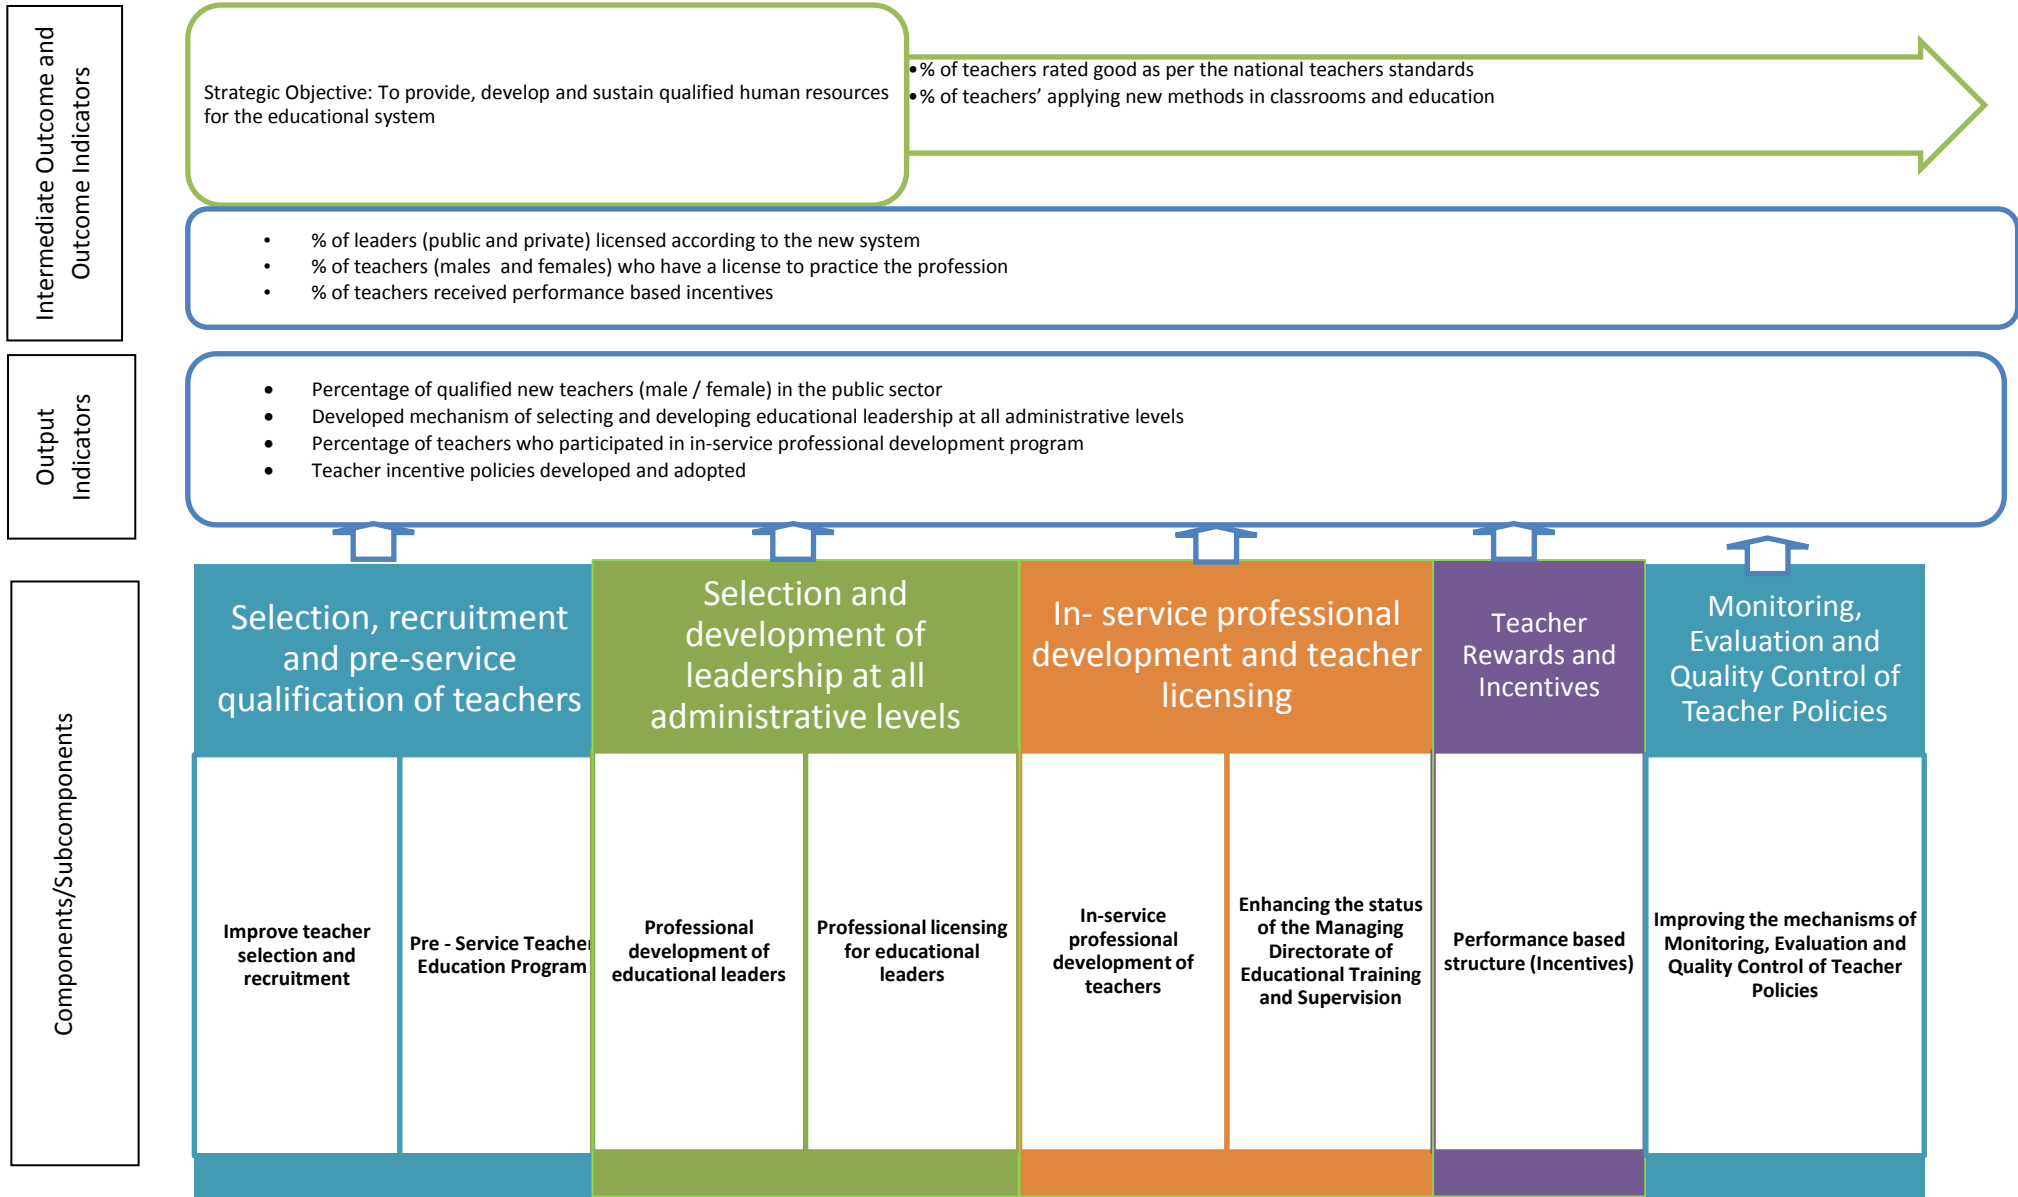 Intermediate Outcome and
Outcome Indicators
Strategic Objective: To provide, develop and sustain qualified human resources
for the educational system
•% of teachers rated good as per the national teachers standards
•% of teachers’ applying new methods in classrooms and education
• % of leaders (public and private) licensed according to the new system
• % of teachers (males and females) who have a license to practice the profession
• % of teachers received performance based incentives
Output
Indicators
• Percentage of qualified new teachers (male / female) in the public sector
• Developed mechanism of selecting and developing educational leadership at all administrative levels
• Percentage of teachers who participated in in-service professional development program
• Teacher incentive policies developed and adopted
Components/Subcomponents
Selection, recruitment
and pre-service
qualification of teachers
Selection and
development of
leadership at all
administrative levels
In- service professional
development and teacher
licensing
Teacher
Rewards and
Incentives
Monitoring,
Evaluation and
Quality Control of
Teacher Policies
Improve teacher
selection and
recruitment
Pre - Service Teacher
Education Program
Professional
development of
educational leaders
Professional licensing
for educational
leaders
In-service
professional
development of
teachers
Enhancing the status
of the Managing
Directorate of
Educational Training
and Supervision
Performance based
structure (Incentives)
Improving the mechanisms of
Monitoring, Evaluation and
Quality Control of Teacher
Policies